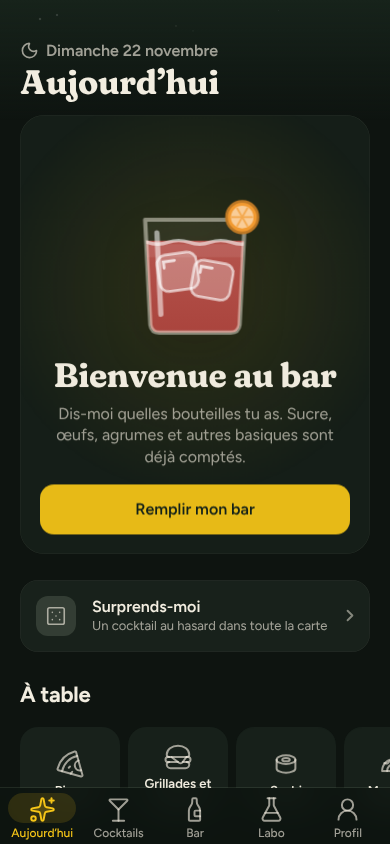 Dimanche 22 novembre
Aujourd’hui
Bienvenue au bar
Dis-moi quelles bouteilles tu as. Sucre,
œufs, agrumes et autres basiques sont
déjà comptés.
Remplir mon bar
Surprends-moi
Un cocktail au hasard dans toute la carte
À table
Grillades et
Aujourd’hui
Cocktails
Bar
Labo
Profil